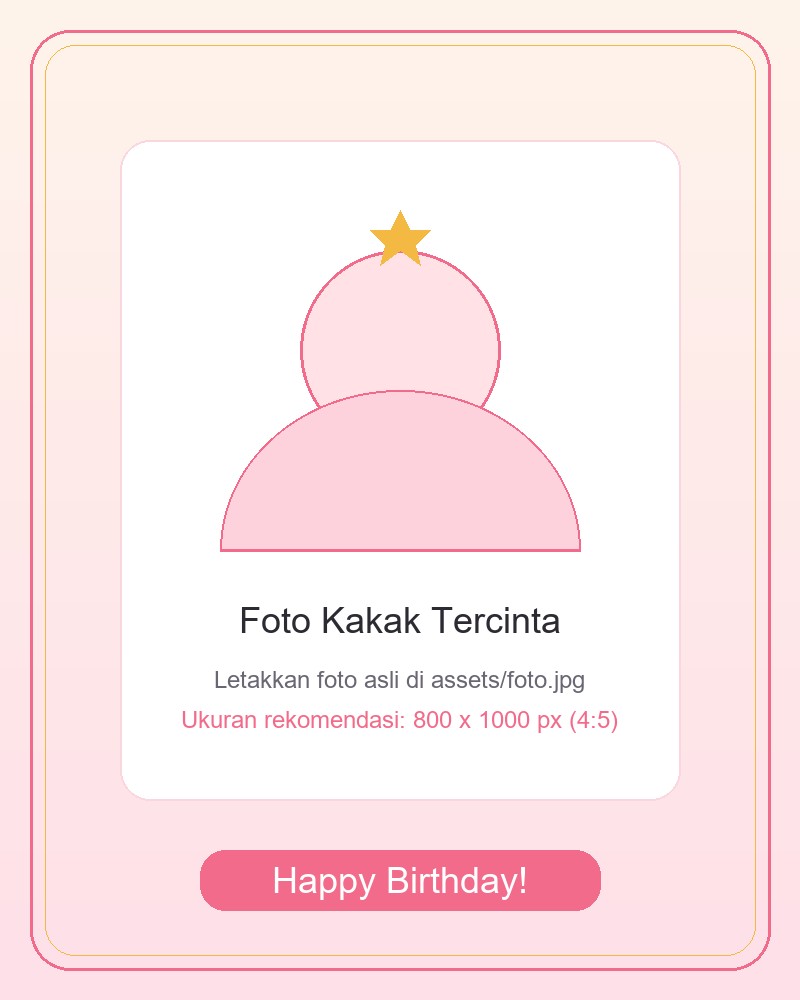 Foto Kakak Tercinta
Letakkan foto asli di assets/foto.jpg
Ukuran rekomendasi: 800 x 1000 px (4:5)
Happy Birthday!